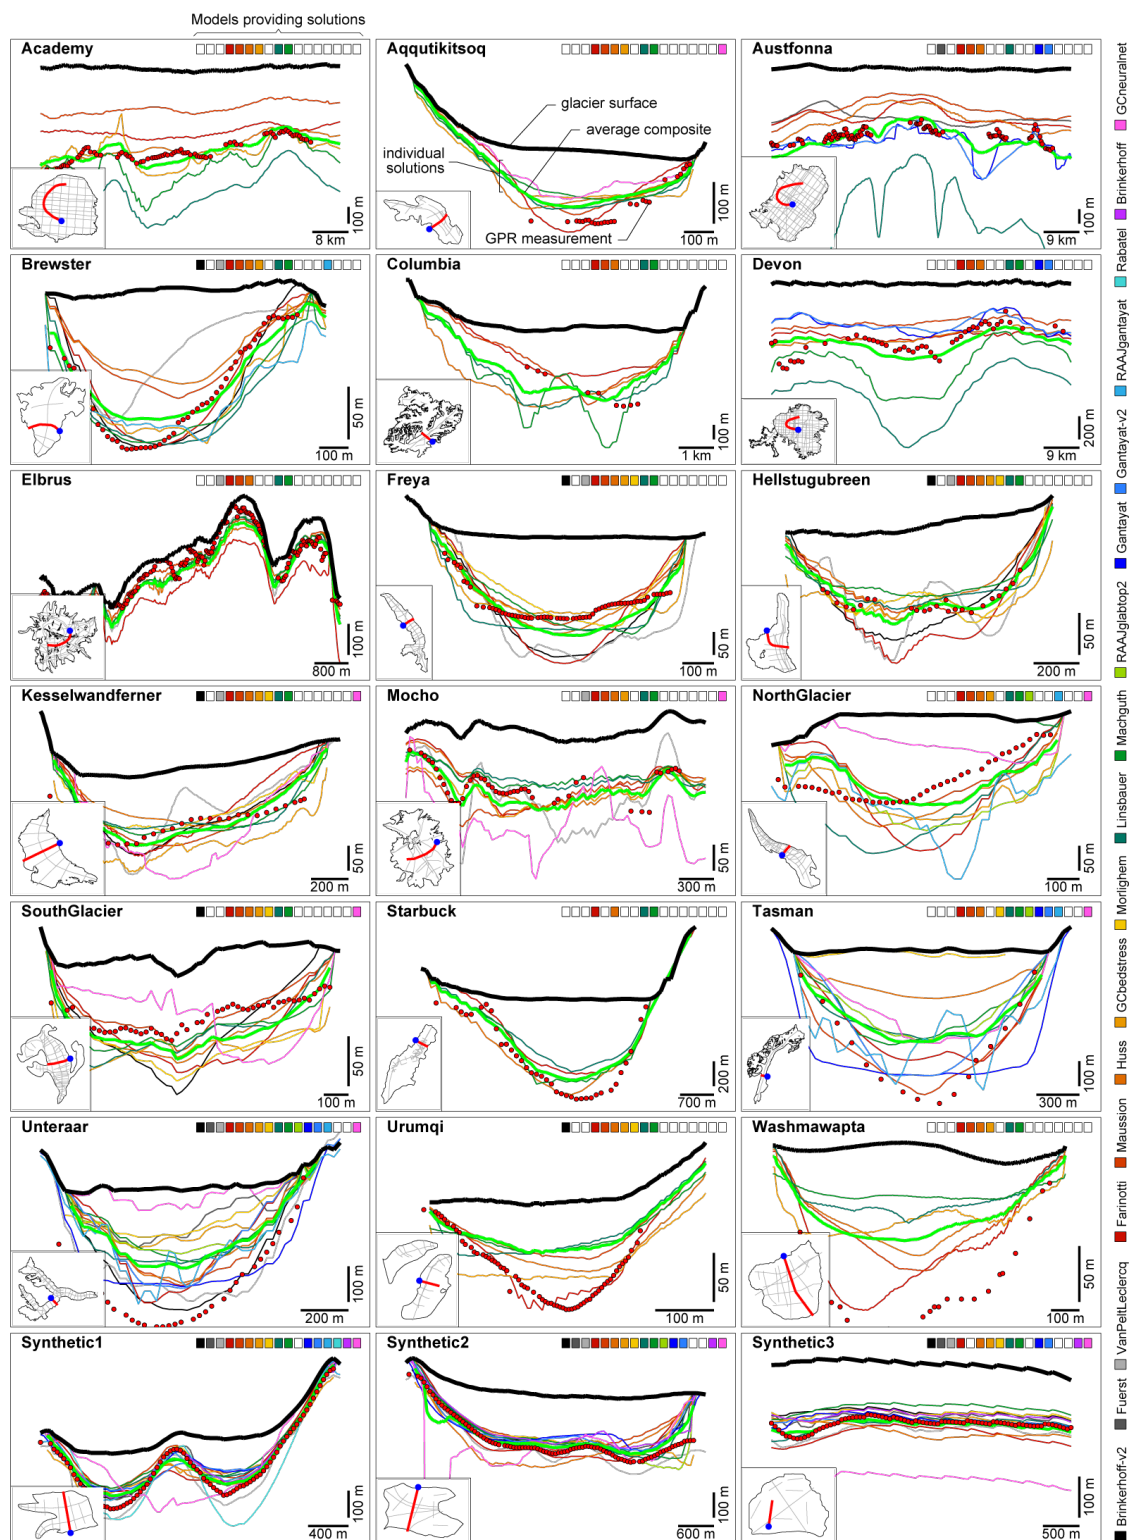 Models providing solutions
Academy
8 km
100 m
Aqqutikitsoq
glacier surface
average composite
individual
solutions
GPR measurement
100 m
100 m
Austfonna
9 km
100 m
Brewster
100 m
50 m
Columbia
1 km
100 m
Devon
9 km
200 m
Elbrus
800 m
100 m
Freya
100 m
50 m
Hellstugubreen
200 m
50 m
Kesselwandferner
200 m
50 m
Mocho
300 m
50 m
NorthGlacier
100 m
50 m
SouthGlacier
100 m
50 m
Starbuck
700 m
200 m
Tasman
300 m
100 m
Unteraar
200 m
100 m
Urumqi
100 m
50 m
Washmawapta
100 m
50 m
Synthetic1
400 m
100 m
Synthetic2
600 m
100 m
Synthetic3
500 m
100 m
Brinkerhoff-v2
Fuerst
VanPeltLeclercq
Farinotti
Maussion
Huss
GCbedstress
Morlighem
Linsbauer
Machguth
RAAJglabtop2
Gantayat
Gantayat-v2
RAAJgantayat
Rabatel
Brinkerhoff
GCneuralnet